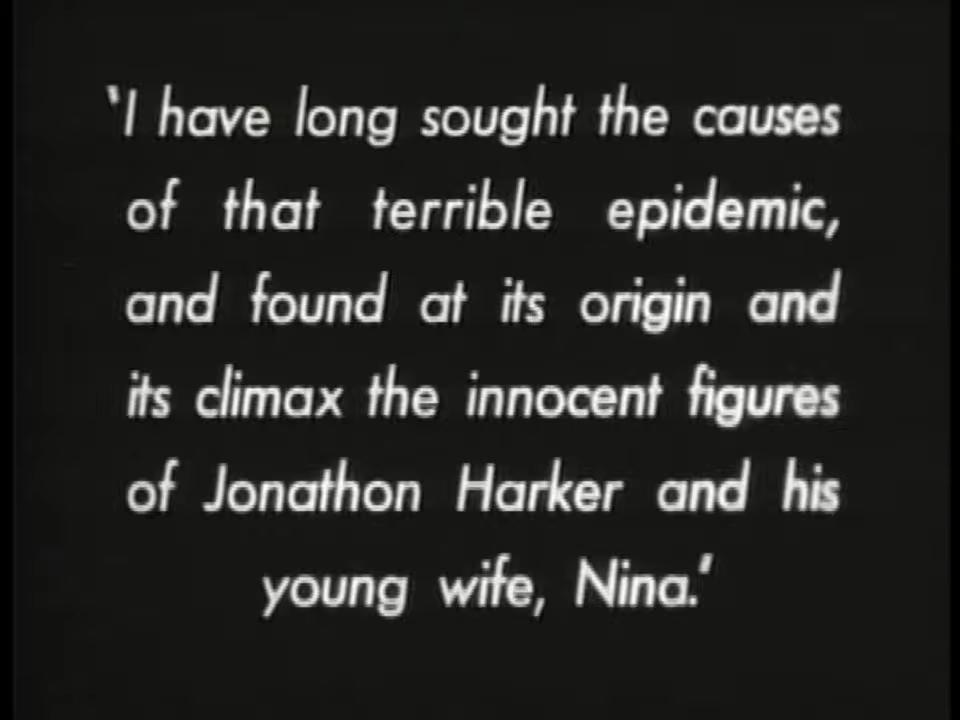 'I have long sought the causes
of that terrible epidemic,
and found at its origin and
its climax the innocent figures
of Jonathon Harker and his
young wife, Nina.'